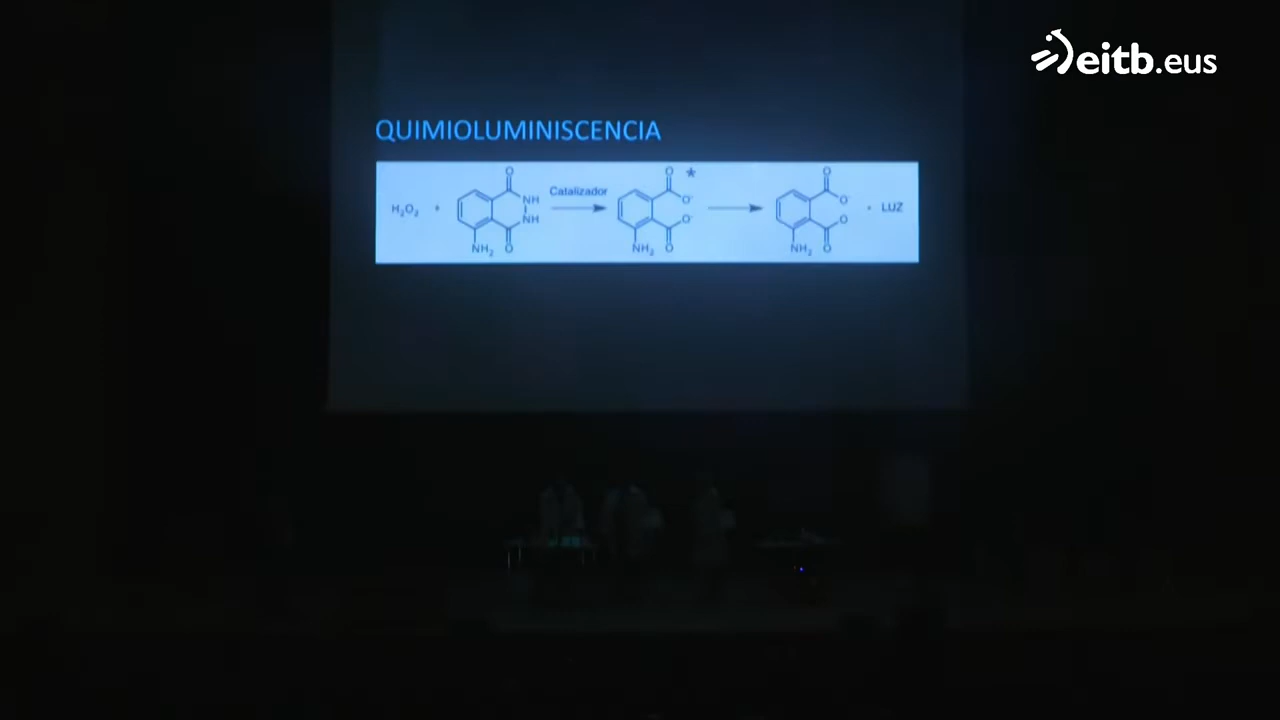 eitb.eus
QUIMIOLUMINISCENCIA
H₂O₂ + NH NH O O NH₂ Catalizador O O⁻ O⁻ O NH₂ * O O⁻ O O NH₂ + LUZ